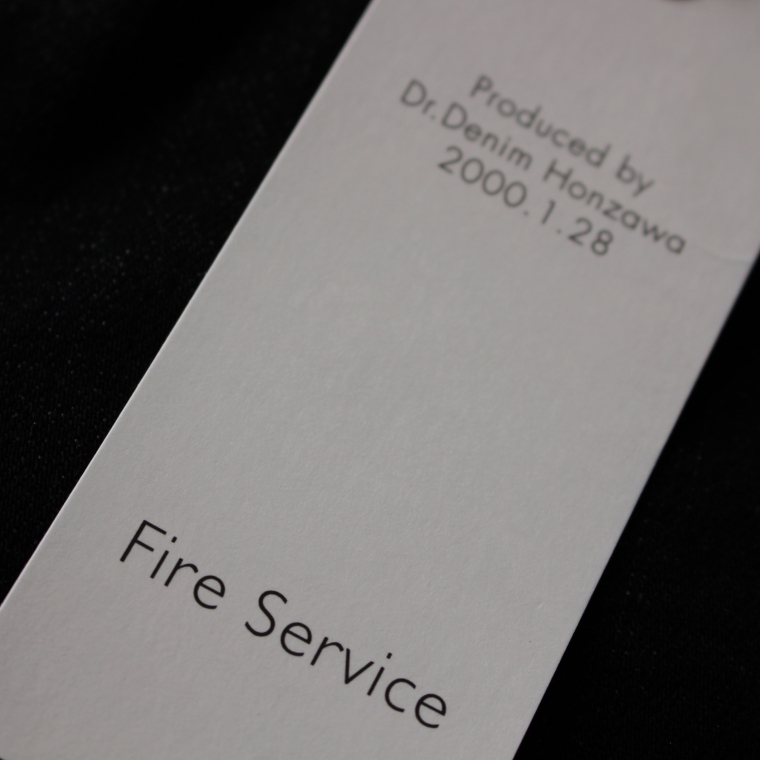 Produced by
Dr.Denim Honzawa
2000.1.28
Fire Service